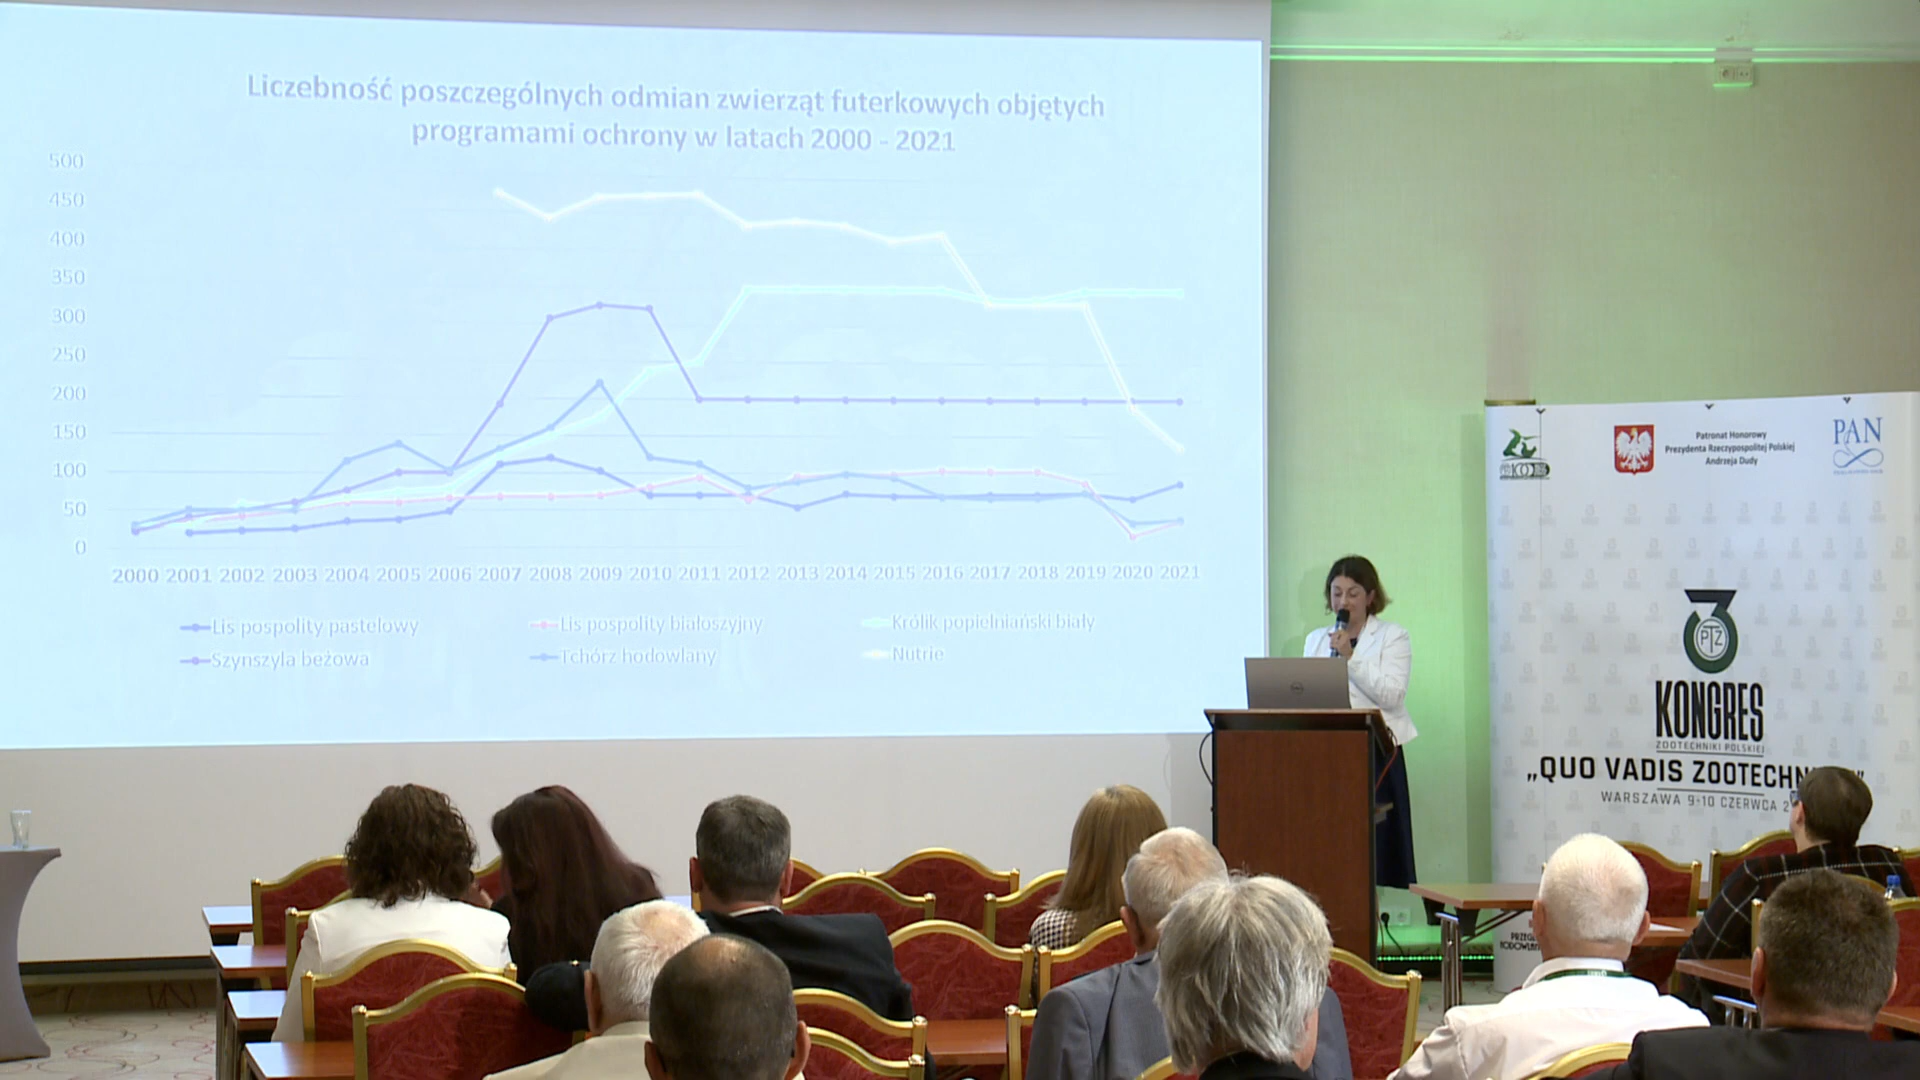 Liczebność poszczególnych odmian zwierząt futerkowych objętych
programami ochrony w latach 2000 - 2021
500
450
400
350
300
250
200
150
100
50
0
2000 2001 2002 2003 2004 2005 2006 2007 2008 2009 2010 2011 2012 2013 2014 2015 2016 2017 2018 2019 2020 2021
Lis pospolity pastelowy
Lis pospolity białoszyjny
Królik popielniański biały
Szynszyla beżowa
Tchórz hodowlany
Nutrie
Patronat Honorowy
Prezydenta Rzeczypospolitej Polskiej
Andrzeja Dudy
PAN
3
PTZ
KONGRES
ZOOTECHNIKI POLSKIEJ
„QUO VADIS ZOOTECHN
WARSZAWA 9-10 CZERWCA 2